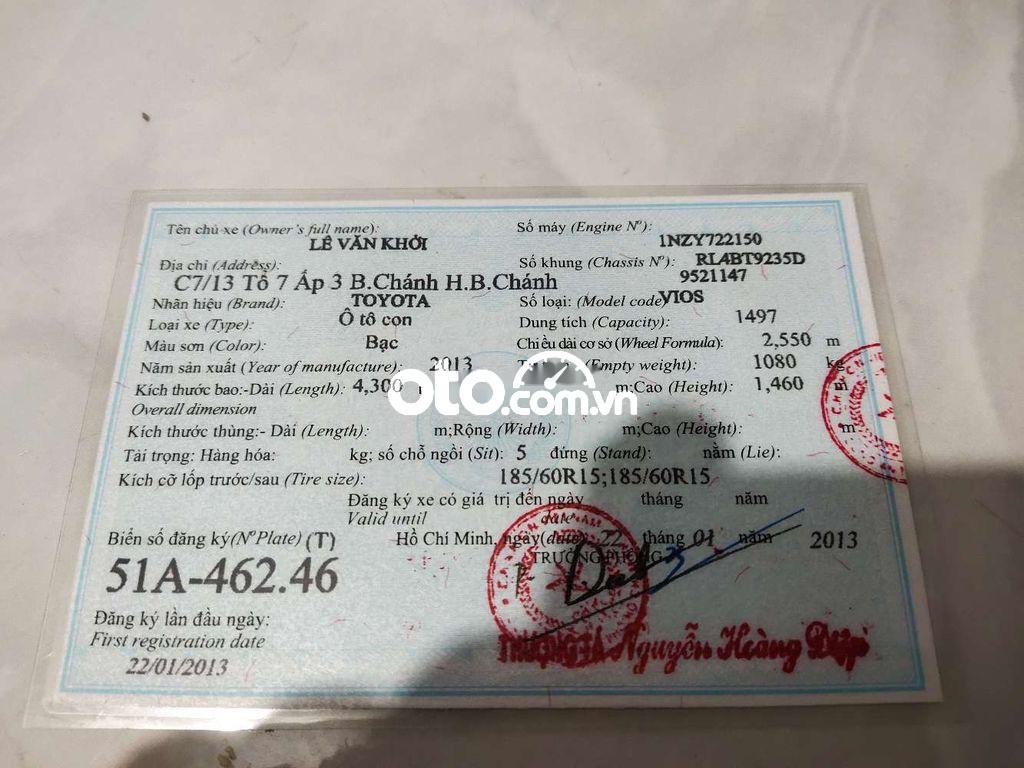 Tên chủ xe (Owner's full name): Số máy (Engine Nº):
LÊ VĂN KHỞI 1NZY722150
Địa chỉ (Address): Số khung (Chassis Nº): RL4BT9235D
C7/13 Tổ 7 Ấp 3 B.Chánh H.B.Chánh 9521147
Nhãn hiệu (Brand): TOYOTA Số loại: (Model code) VIOS
Loại xe (Type): Ô tô con Dung tích (Capacity): 1497
Màu sơn (Color): Bạc Chiều dài cơ sở (Wheel Formula): 2,550 m
Năm sản xuất (Year of manufacture): 2013 (Empty weight): 1080 kg
Kích thước bao:-Dài (Length): 4,300 m;Cao (Height): 1,460 m
Overall dimension
oto.com.vn
Kích thước thùng:- Dài (Length): m;Rộng (Width): m;Cao (Height): m
Tải trọng: Hàng hóa: kg; số chỗ ngồi (Sit): 5 đứng (Stand): nằm (Lie):
Kích cỡ lốp trước/sau (Tire size): 185/60R15;185/60R15
Đăng ký xe có giá trị đến ngày tháng năm
Valid until date
Biển số đăng ký(Nº Plate) (T) Hồ Chí Minh, ngày(date) 22 tháng 01 năm 2013
TRƯỞNG PHÒNG
51A-462.46
Đăng ký lần đầu ngày:
First registration date
22/01/2013
Nguyễn Hoàng